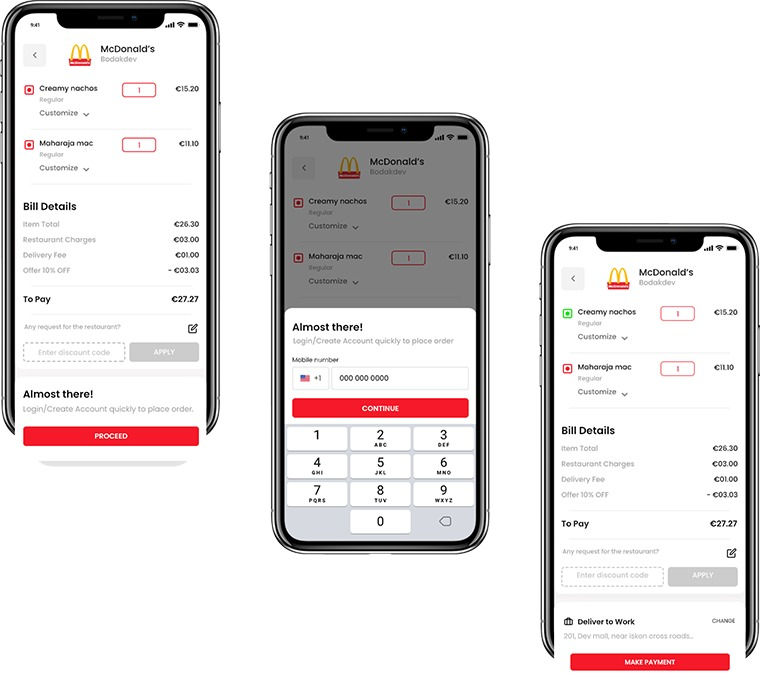 9:41
McDonald's
Bodakdev
Creamy nachos 1 €15.20
Regular
Customize
Maharaja mac 1 €11.10
Regular
Customize
Bill Details
Item Total €26.30
Restaurant Charges €03.00
Delivery Fee €01.00
Offer 10% OFF - €03.03
To Pay €27.27
Any request for the restaurant?
Enter discount code APPLY
Almost there!
Login/Create Account quickly to place order.
PROCEED
9:41
McDonald's
Bodakdev
Creamy nachos 1 €15.20
Regular
Customize
Maharaja mac 1 €11.10
Regular
Customize
Almost there!
Login/Create Account quickly to place order
Mobile number
+1 000 000 0000
CONTINUE
1 2 3
ABC DEF
4 5 6
GHI JKL MNO
7 8 9
PQRS TUV WXYZ
0
9:41
McDonald's
Bodakdev
Creamy nachos 1 €15.20
Regular
Customize
Maharaja mac 1 €11.10
Regular
Customize
Bill Details
Item Total €26.30
Restaurant Charges €03.00
Delivery Fee €01.00
Offer 10% OFF - €03.03
To Pay €27.27
Any request for the restaurant?
Enter discount code APPLY
Deliver to Work CHANGE
201, Dev mall, near iskon cross roads...
MAKE PAYMENT